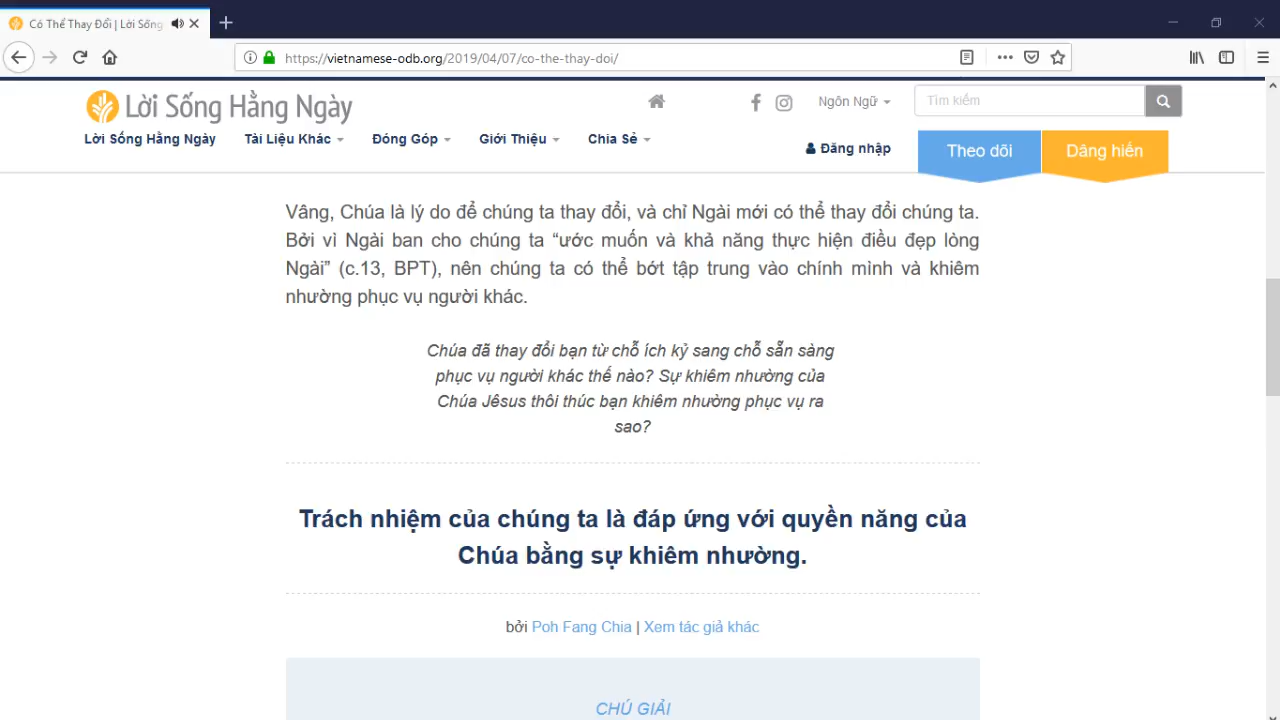 Có Thể Thay Đổi | Lời Sống
https://vietnamese-odb.org/2019/04/07/co-the-thay-doi/
Lời Sống Hằng Ngày
Ngôn Ngữ
Tìm kiếm
Lời Sống Hằng Ngày Tài Liệu Khác Đóng Góp Giới Thiệu Chia Sẻ
Đăng nhập
Theo dõi
Dâng hiến
Vâng, Chúa là lý do để chúng ta thay đổi, và chỉ Ngài mới có thể thay đổi chúng ta.
Bởi vì Ngài ban cho chúng ta “ước muốn và khả năng thực hiện điều đẹp lòng
Ngài” (c.13, BPT), nên chúng ta có thể bớt tập trung vào chính mình và khiêm
nhường phục vụ người khác.
Chúa đã thay đổi bạn từ chỗ ích kỷ sang chỗ sẵn sàng
phục vụ người khác thế nào? Sự khiêm nhường của
Chúa Jêsus thôi thúc bạn khiêm nhường phục vụ ra
sao?
Trách nhiệm của chúng ta là đáp ứng với quyền năng của
Chúa bằng sự khiêm nhường.
bởi Poh Fang Chia | Xem tác giả khác
CHÚ GIẢI